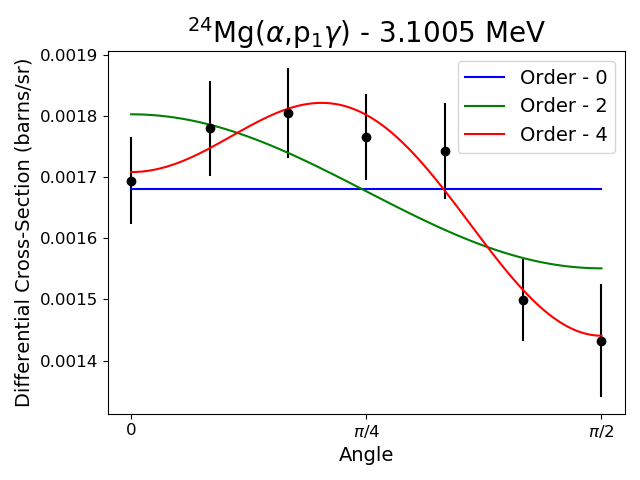 ²⁴Mg(α,p₁γ) - 3.1005 MeV
Differential Cross-Section (barns/sr)
0.0019
0.0018
0.0017
0.0016
0.0015
0.0014
Order - 0
Order - 2
Order - 4
0
π/4
π/2
Angle